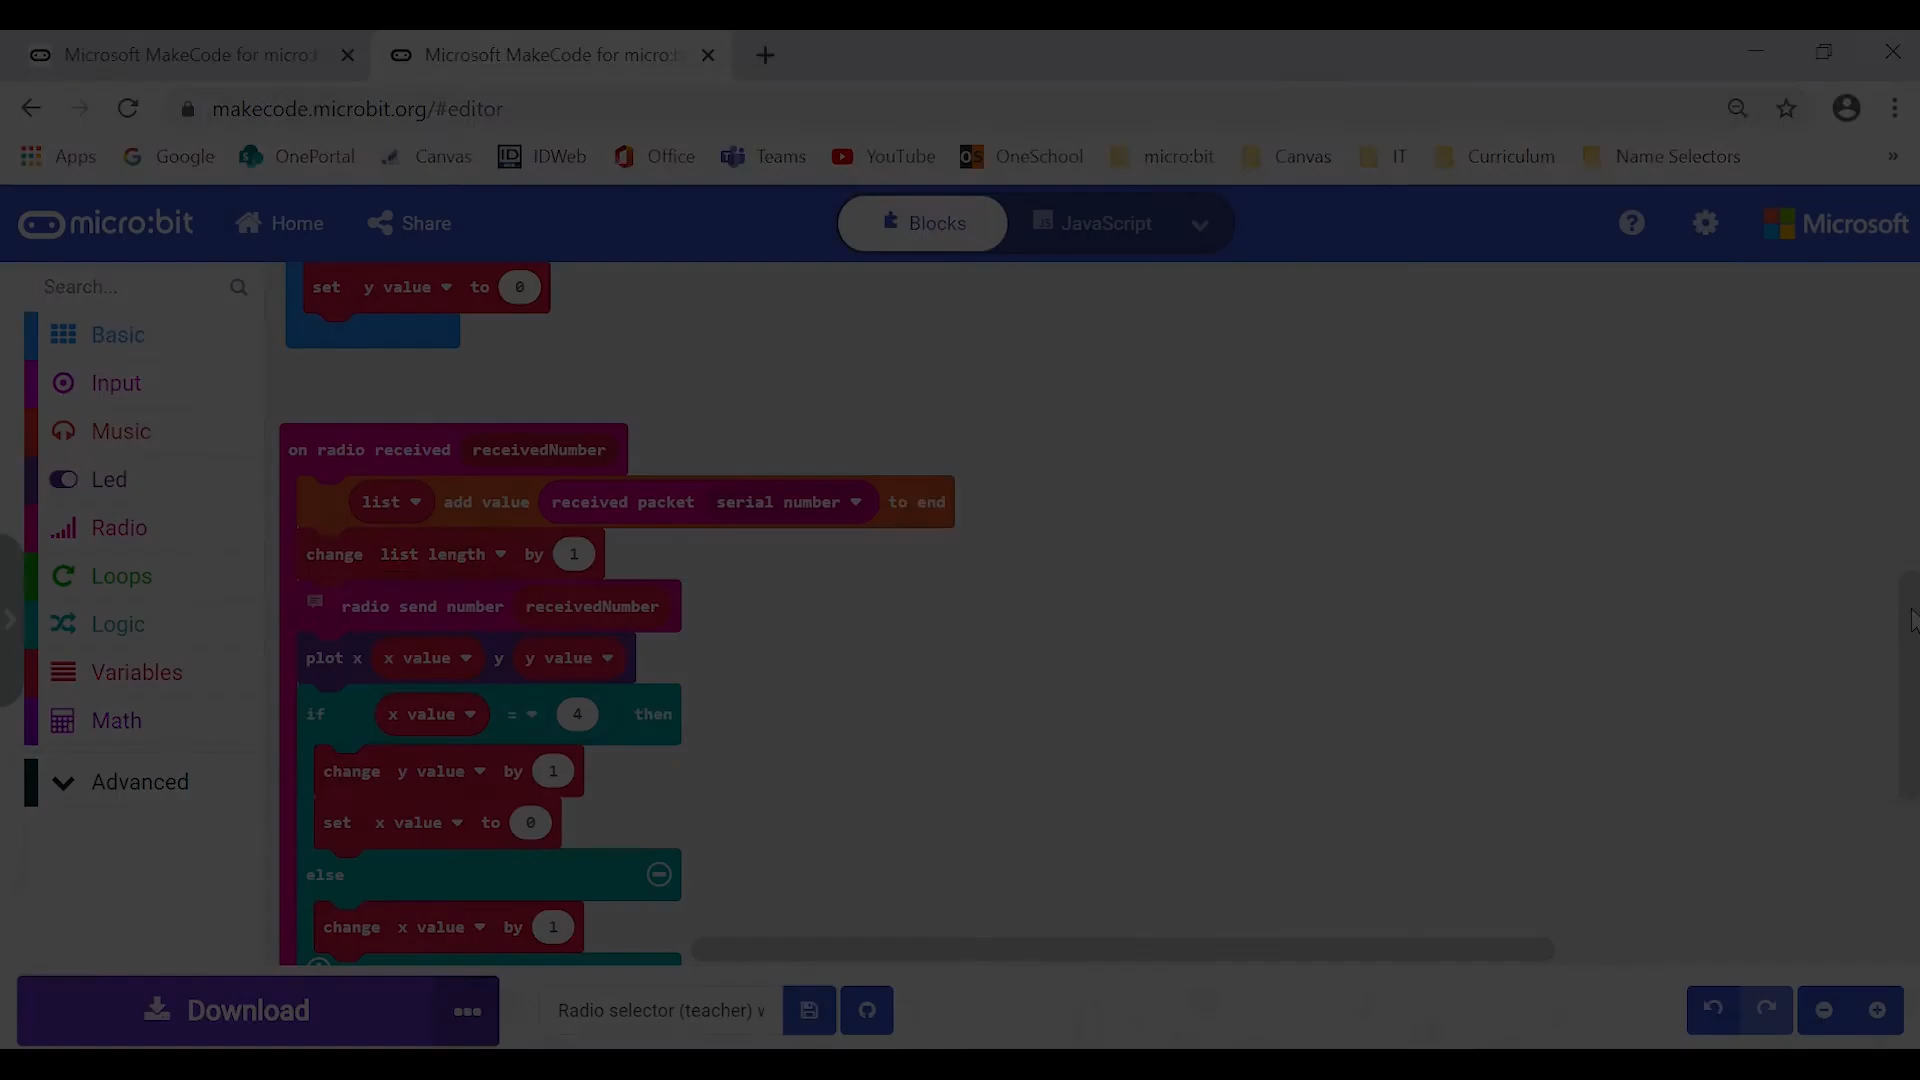 Microsoft MakeCode for micro:b
Microsoft MakeCode for micro:b
makecode.microbit.org/#editor
Apps Google OnePortal Canvas IDWeb Office Teams YouTube OneSchool micro:bit Canvas IT Curriculum Name Selectors »
micro:bit Home Share Blocks JavaScript Microsoft
Search...
Basic
Input
Music
Led
Radio
Loops
Logic
Variables
Math
Advanced
set y value to 0
on radio received receivedNumber
list add value received packet serial number to end
change list length by 1
radio send number receivedNumber
plot x x value y y value
if x value = 4 then
change y value by 1
set x value to 0
else
change x value by 1
Download ... Radio selector (teacher)